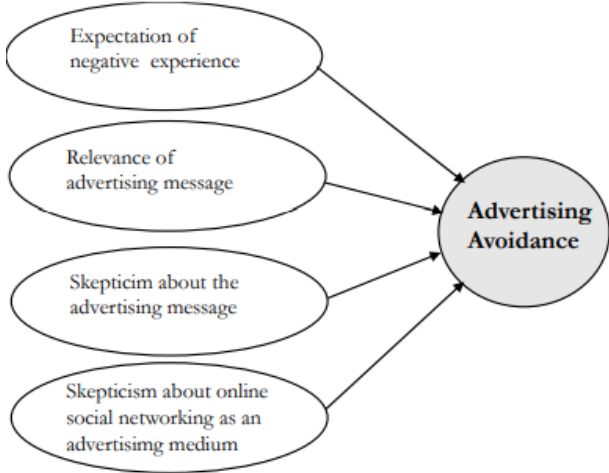 Expectation of
negative experience
Relevance of
advertising message
Skepticim about the
advertising message
Skepticism about online
social networking as an
advertisimg medium
Advertising
Avoidance